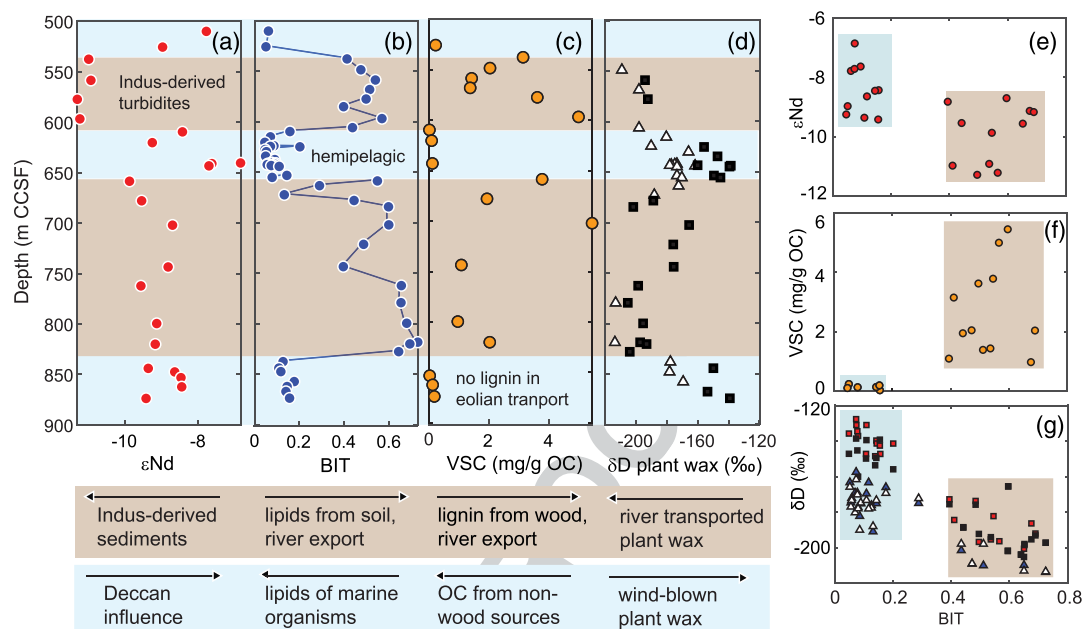 500
550
600
650
700
750
800
850
900
Depth (m CCSF)
(a)
(b)
(c)
(d)
Indus-derived
turbidites
hemipelagic
no lignin in
eolian tranport
-10
-8
0
0.2
0.4
0.6
0
2
4
-200
-160
-120
εNd
BIT
VSC (mg/g OC)
δD plant wax (‰)
Indus-derived
sediments
lipids from soil,
river export
lignin from wood,
river export
river transported
plant wax
Deccan
influence
lipids of marine
organisms
OC from non-
wood sources
wind-blown
plant wax
-6
-8
-10
-12
εNd
(e)
6
4
2
0
VSC (mg/g OC)
(f)
-120
-200
δD (‰)
(g)
0
0.2
0.4
0.6
0.8
BIT